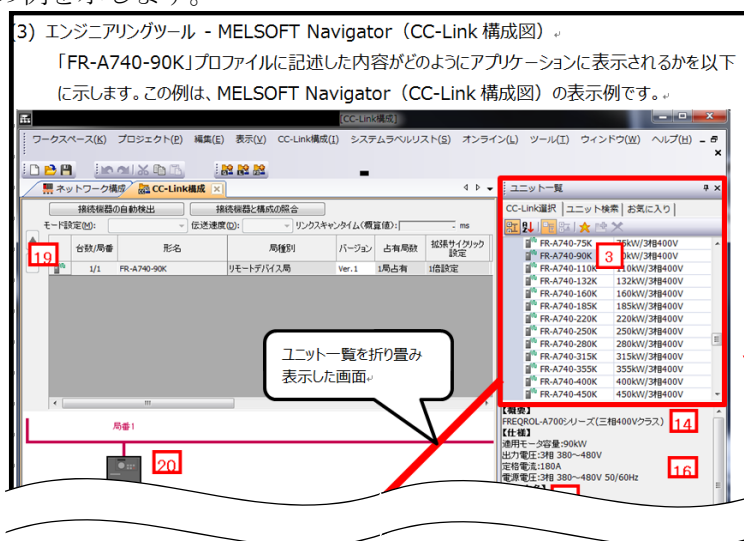 の例を示します。
(3) エンジニアリングツール - MELSOFT Navigator（CC-Link 構成図）
「FR-A740-90K」プロファイルに記述した内容がどのようにアプリケーションに表示されるかを以下
に示します。この例は、MELSOFT Navigator（CC-Link 構成図）の表示例です。
[CC-Link構成]
ワークスペース(K) プロジェクト(P) 編集(E) 表示(V) CC-Link構成(I) システムラベルリスト(S) オンライン(L) ツール(T) ウィンドウ(W) ヘルプ(H)
ネットワーク構成 CC-Link構成
接続機器の自動検出 接続機器と構成の照合
モード設定(M): 伝送速度(D): リンクスキャンタイム(概算値): - ms
台数/局番 形名 局種別 バージョン 占有局数 拡張サイクリック
設定
19
1/1 FR-A740-90K リモートデバイス局 Ver.1 1局占有 1倍設定
ユニット一覧を折り畳み
表示した画面
局番1
20
ユニット一覧
CC-Link選択 ユニット検索 お気に入り
FR-A740-75K 75kW/3相400V
FR-A740-90K 3 0kW/3相400V
FR-A740-110K 110kW/3相400V
FR-A740-132K 132kW/3相400V
FR-A740-160K 160kW/3相400V
FR-A740-185K 185kW/3相400V
FR-A740-220K 220kW/3相400V
FR-A740-250K 250kW/3相400V
FR-A740-280K 280kW/3相400V
FR-A740-315K 315kW/3相400V
FR-A740-355K 355kW/3相400V
FR-A740-400K 400kW/3相400V
FR-A740-450K 450kW/3相400V
【概要】
FREQROL-A700シリーズ(三相400Vクラス) 14
【仕様】
適用モータ容量:90kW
出力電圧:3相 380～480V
定格電流:180A 16
電源電圧:3相 380～480V 50/60Hz